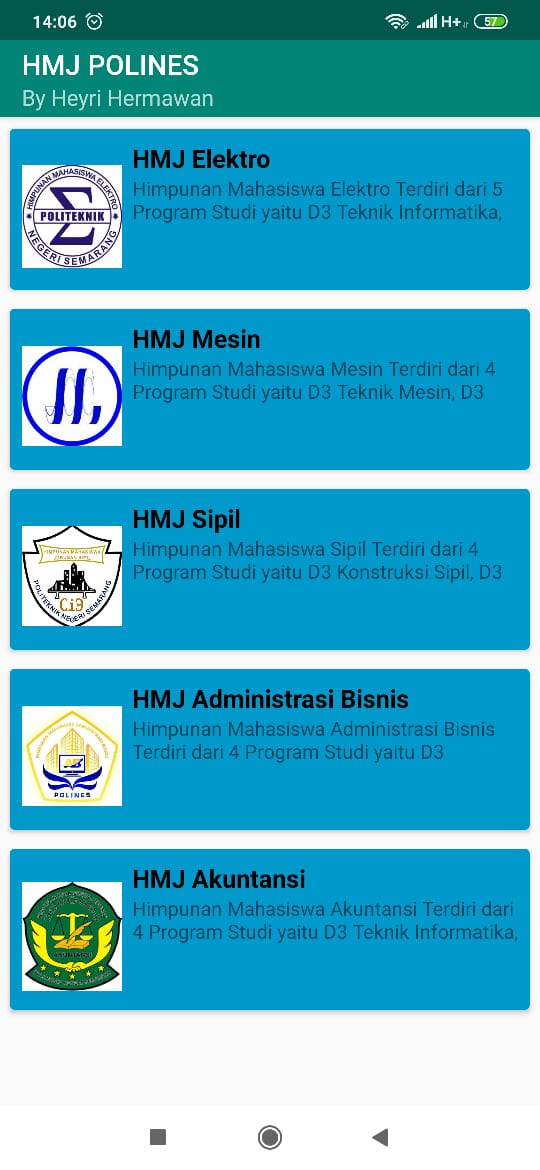 14:06
H+
57
HMJ POLINES
By Heyri Hermawan
HMJ Elektro
Himpunan Mahasiswa Elektro Terdiri dari 5
Program Studi yaitu D3 Teknik Informatika,
HIMPUNAN MAHASISWA ELEKTRO
POLITEKNIK
NEGERI SEMARANG
HMJ Mesin
Himpunan Mahasiswa Mesin Terdiri dari 4
Program Studi yaitu D3 Teknik Mesin, D3
HMJ Sipil
Himpunan Mahasiswa Sipil Terdiri dari 4
Program Studi yaitu D3 Konstruksi Sipil, D3
HIMPUNAN MAHASISWA
JURUSAN SIPIL
POLITEKNIK NEGERI SEMARANG
HMJ Administrasi Bisnis
Himpunan Mahasiswa Administrasi Bisnis
Terdiri dari 4 Program Studi yaitu D3
AB
POLINES
HMJ Akuntansi
Himpunan Mahasiswa Akuntansi Terdiri dari
4 Program Studi yaitu D3 Teknik Informatika,
AKUNTANSI